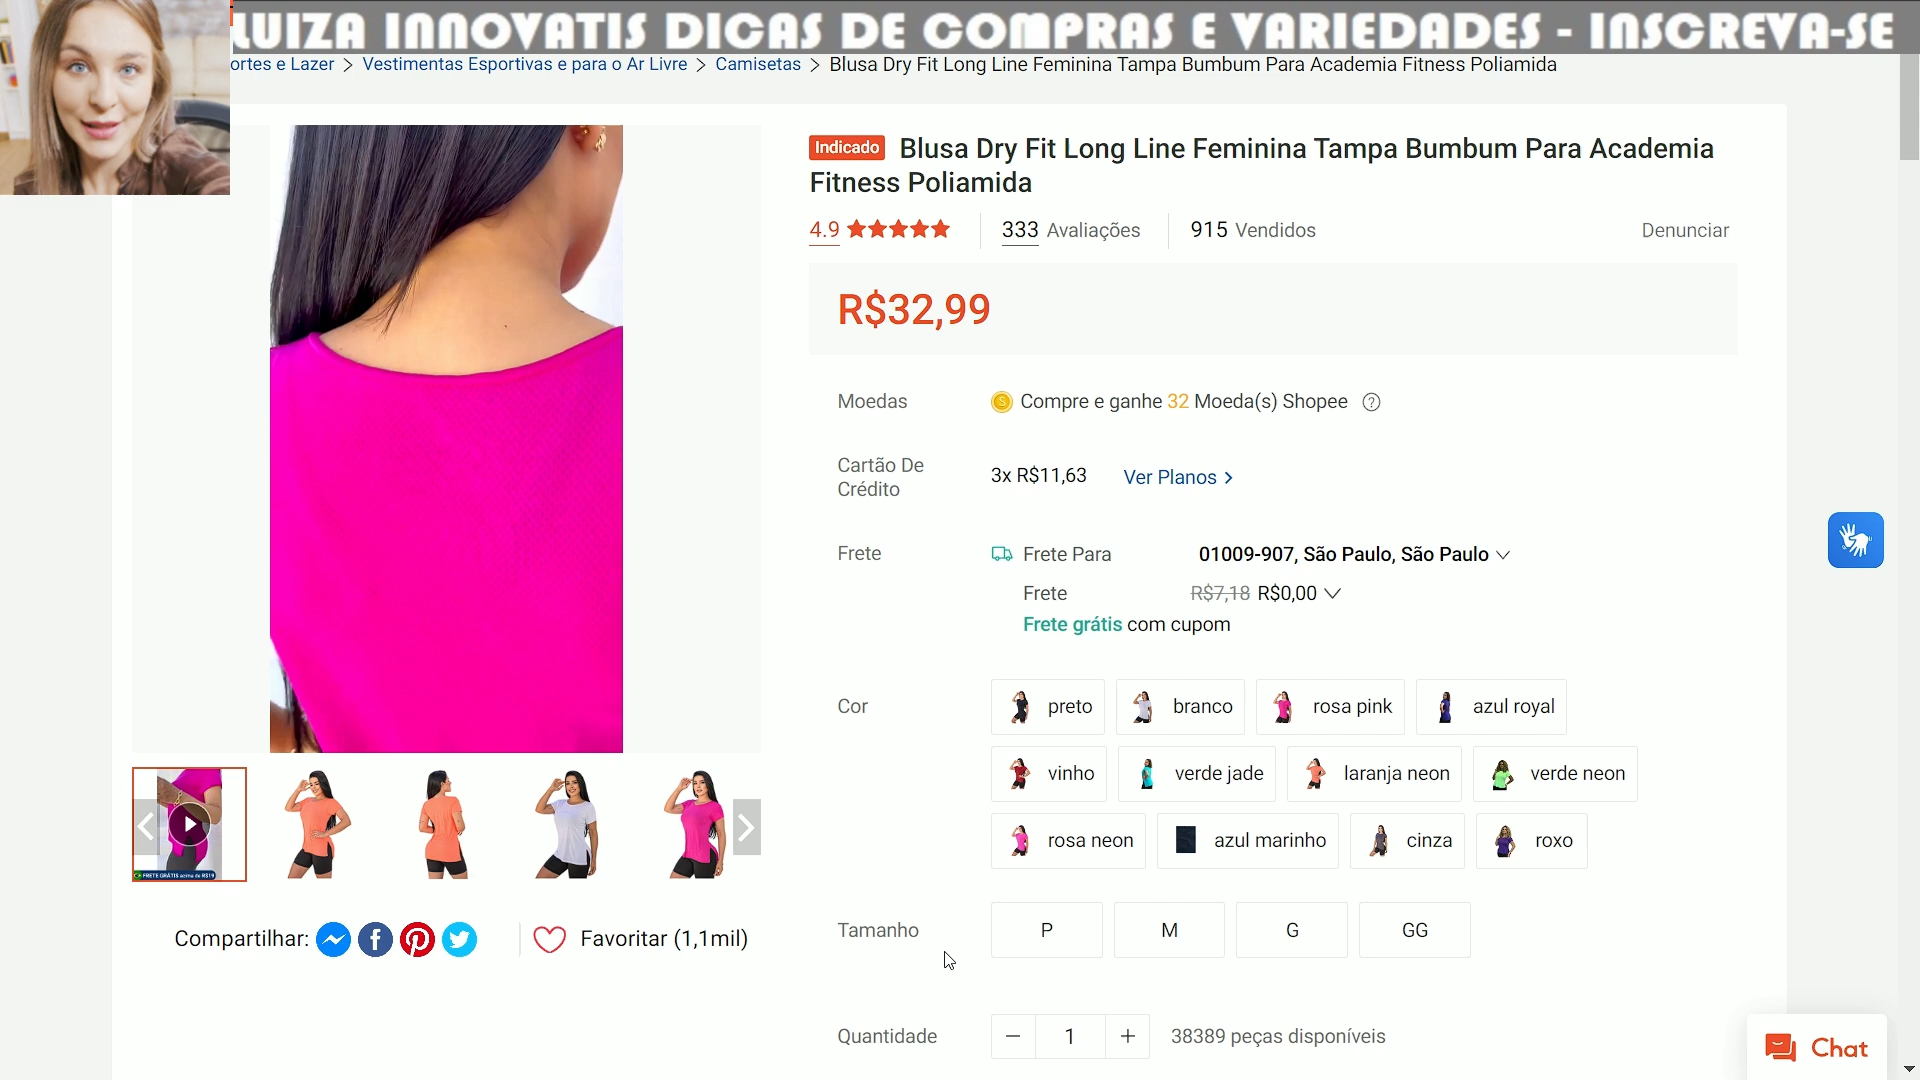 LUIZA INNOVATIS DICAS DE COMPRAS E VARIEDADES - INSCREVA-SE
ortes e Lazer > Vestimentas Esportivas e para o Ar Livre > Camisetas > Blusa Dry Fit Long Line Feminina Tampa Bumbum Para Academia Fitness Poliamida
Indicado Blusa Dry Fit Long Line Feminina Tampa Bumbum Para Academia
Fitness Poliamida
4.9 333 Avaliações 915 Vendidos Denunciar
R$32,99
Moedas Compre e ganhe 32 Moeda(s) Shopee ?
Cartão De
Crédito
3x R$11,63 Ver Planos >
Frete Frete Para 01009-907, São Paulo, São Paulo
Frete R$7,18 R$0,00
Frete grátis com cupom
Cor preto branco rosa pink azul royal
vinho verde jade laranja neon verde neon
rosa neon azul marinho cinza roxo
FRETE GRÁTIS acima de R$19
Compartilhar: Favoritar (1,1mil)
Tamanho P M G GG
Quantidade − 1 + 38389 peças disponíveis
Chat